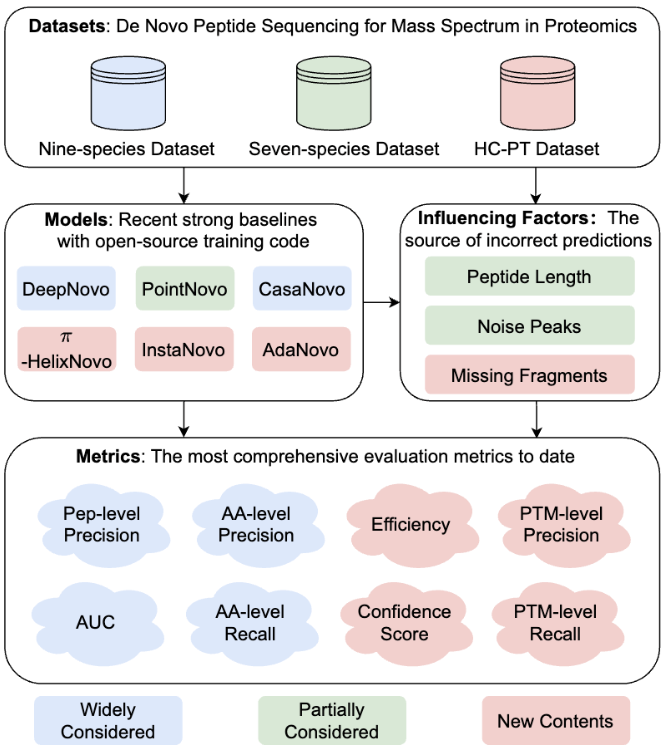 Datasets: De Novo Peptide Sequencing for Mass Spectrum in Proteomics
Nine-species Dataset
Seven-species Dataset
HC-PT Dataset
Models: Recent strong baselines
with open-source training code
DeepNovo
PointNovo
CasaNovo
π
-HelixNovo
InstaNovo
AdaNovo
Influencing Factors: The
source of incorrect predictions
Peptide Length
Noise Peaks
Missing Fragments
Metrics: The most comprehensive evaluation metrics to date
Pep-level
Precision
AA-level
Precision
Efficiency
PTM-level
Precision
AUC
AA-level
Recall
Confidence
Score
PTM-level
Recall
Widely
Considered
Partially
Considered
New Contents